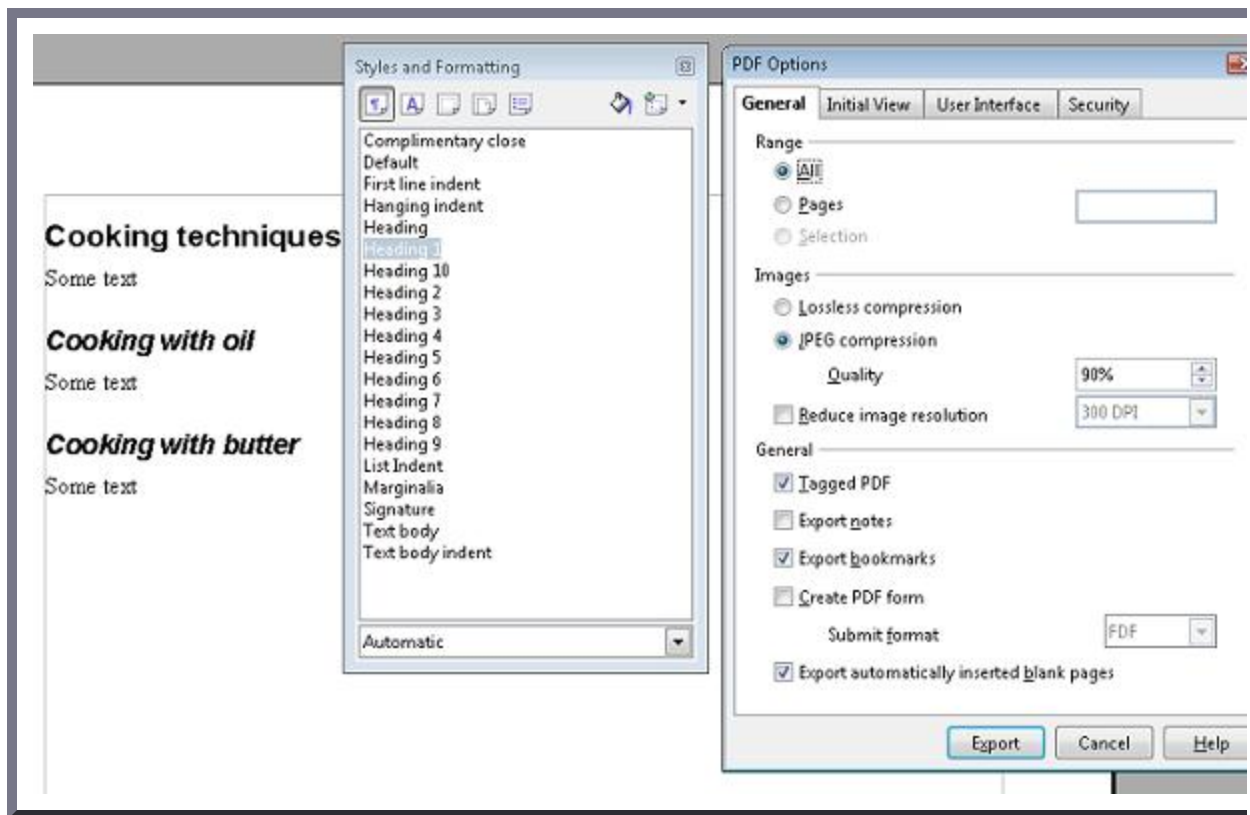 Cooking techniques
Some text
Cooking with oil
Some text
Cooking with butter
Some text
Styles and Formatting
Complimentary close
Default
First line indent
Hanging indent
Heading
Heading 1
Heading 10
Heading 2
Heading 3
Heading 4
Heading 5
Heading 6
Heading 7
Heading 8
Heading 9
List Indent
Marginalia
Signature
Text body
Text body indent
Automatic
PDF Options
General Initial View User Interface Security
Range
All
Pages
Selection
Images
Lossless compression
JPEG compression
Quality 90%
Reduce image resolution 300 DPI
General
Tagged PDF
Export notes
Export bookmarks
Create PDF form
Submit format FDF
Export automatically inserted blank pages
Export Cancel Help